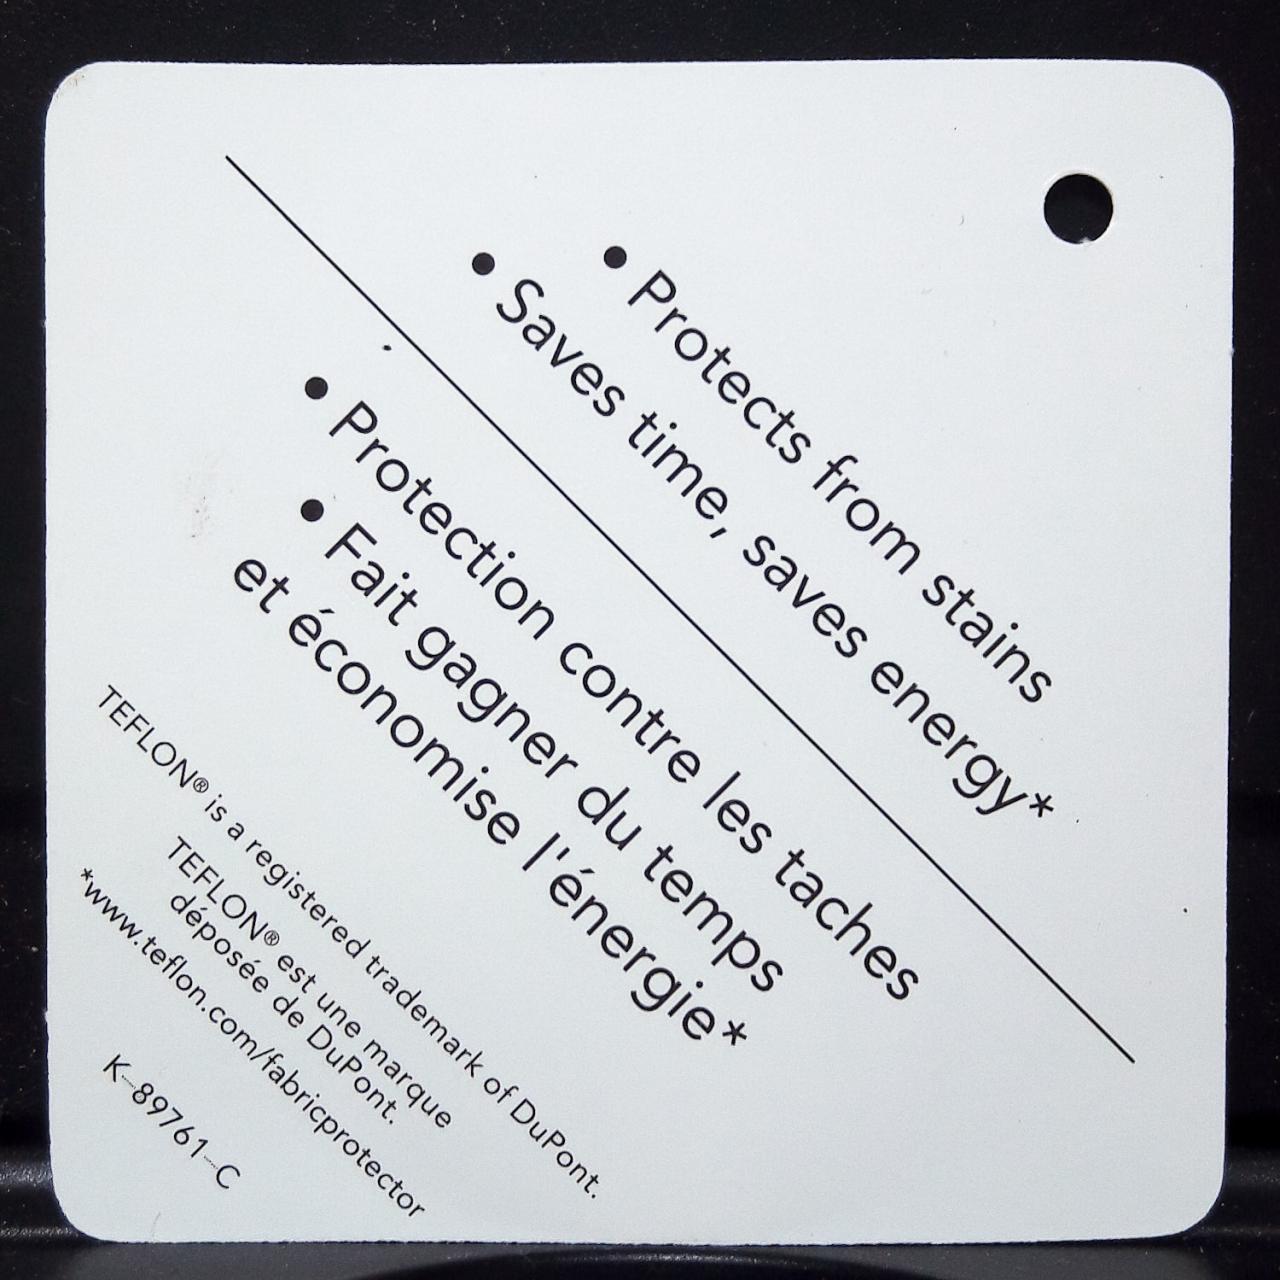 • Protects from stains
• Saves time, saves energy*
• Protection contre les taches
• Fait gagner du temps
et économise l'énergie*
TEFLON® is a registered trademark of DuPont.
TEFLON® est une marque
déposée de DuPont.
*www.teflon.com/fabricprotector
K-89761-C